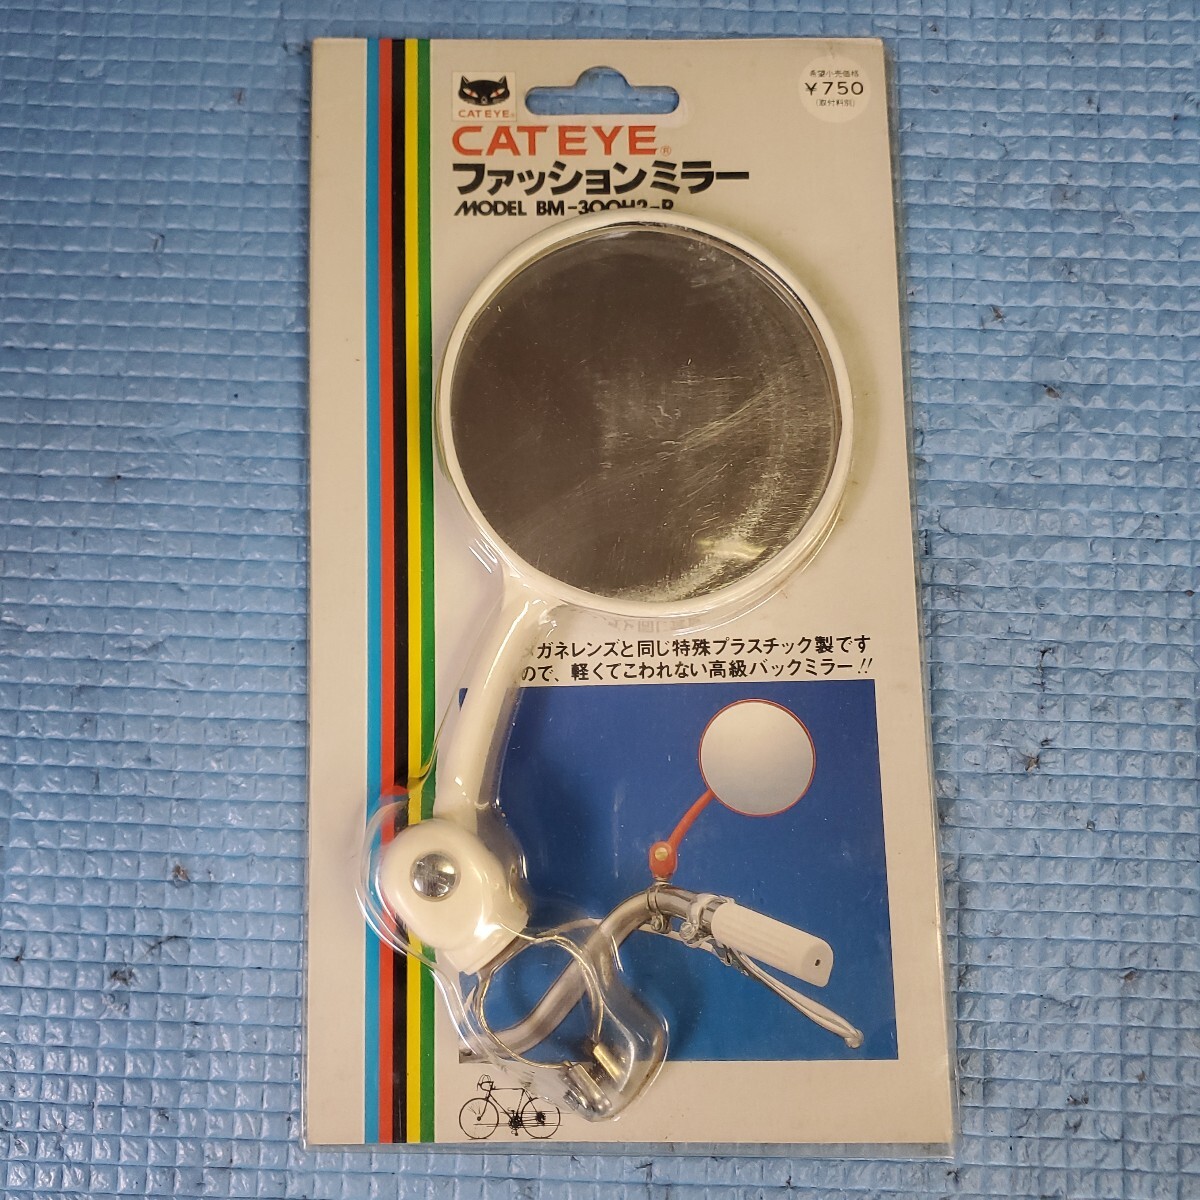 CAT EYE®
希望小売価格
¥750
(取付料別)
CAT EYE®
ファッションミラー
MODEL BM-300H2-R
メガネレンズと同じ特殊プラスチック製です
ので、軽くてこわれない高級バックミラー!!